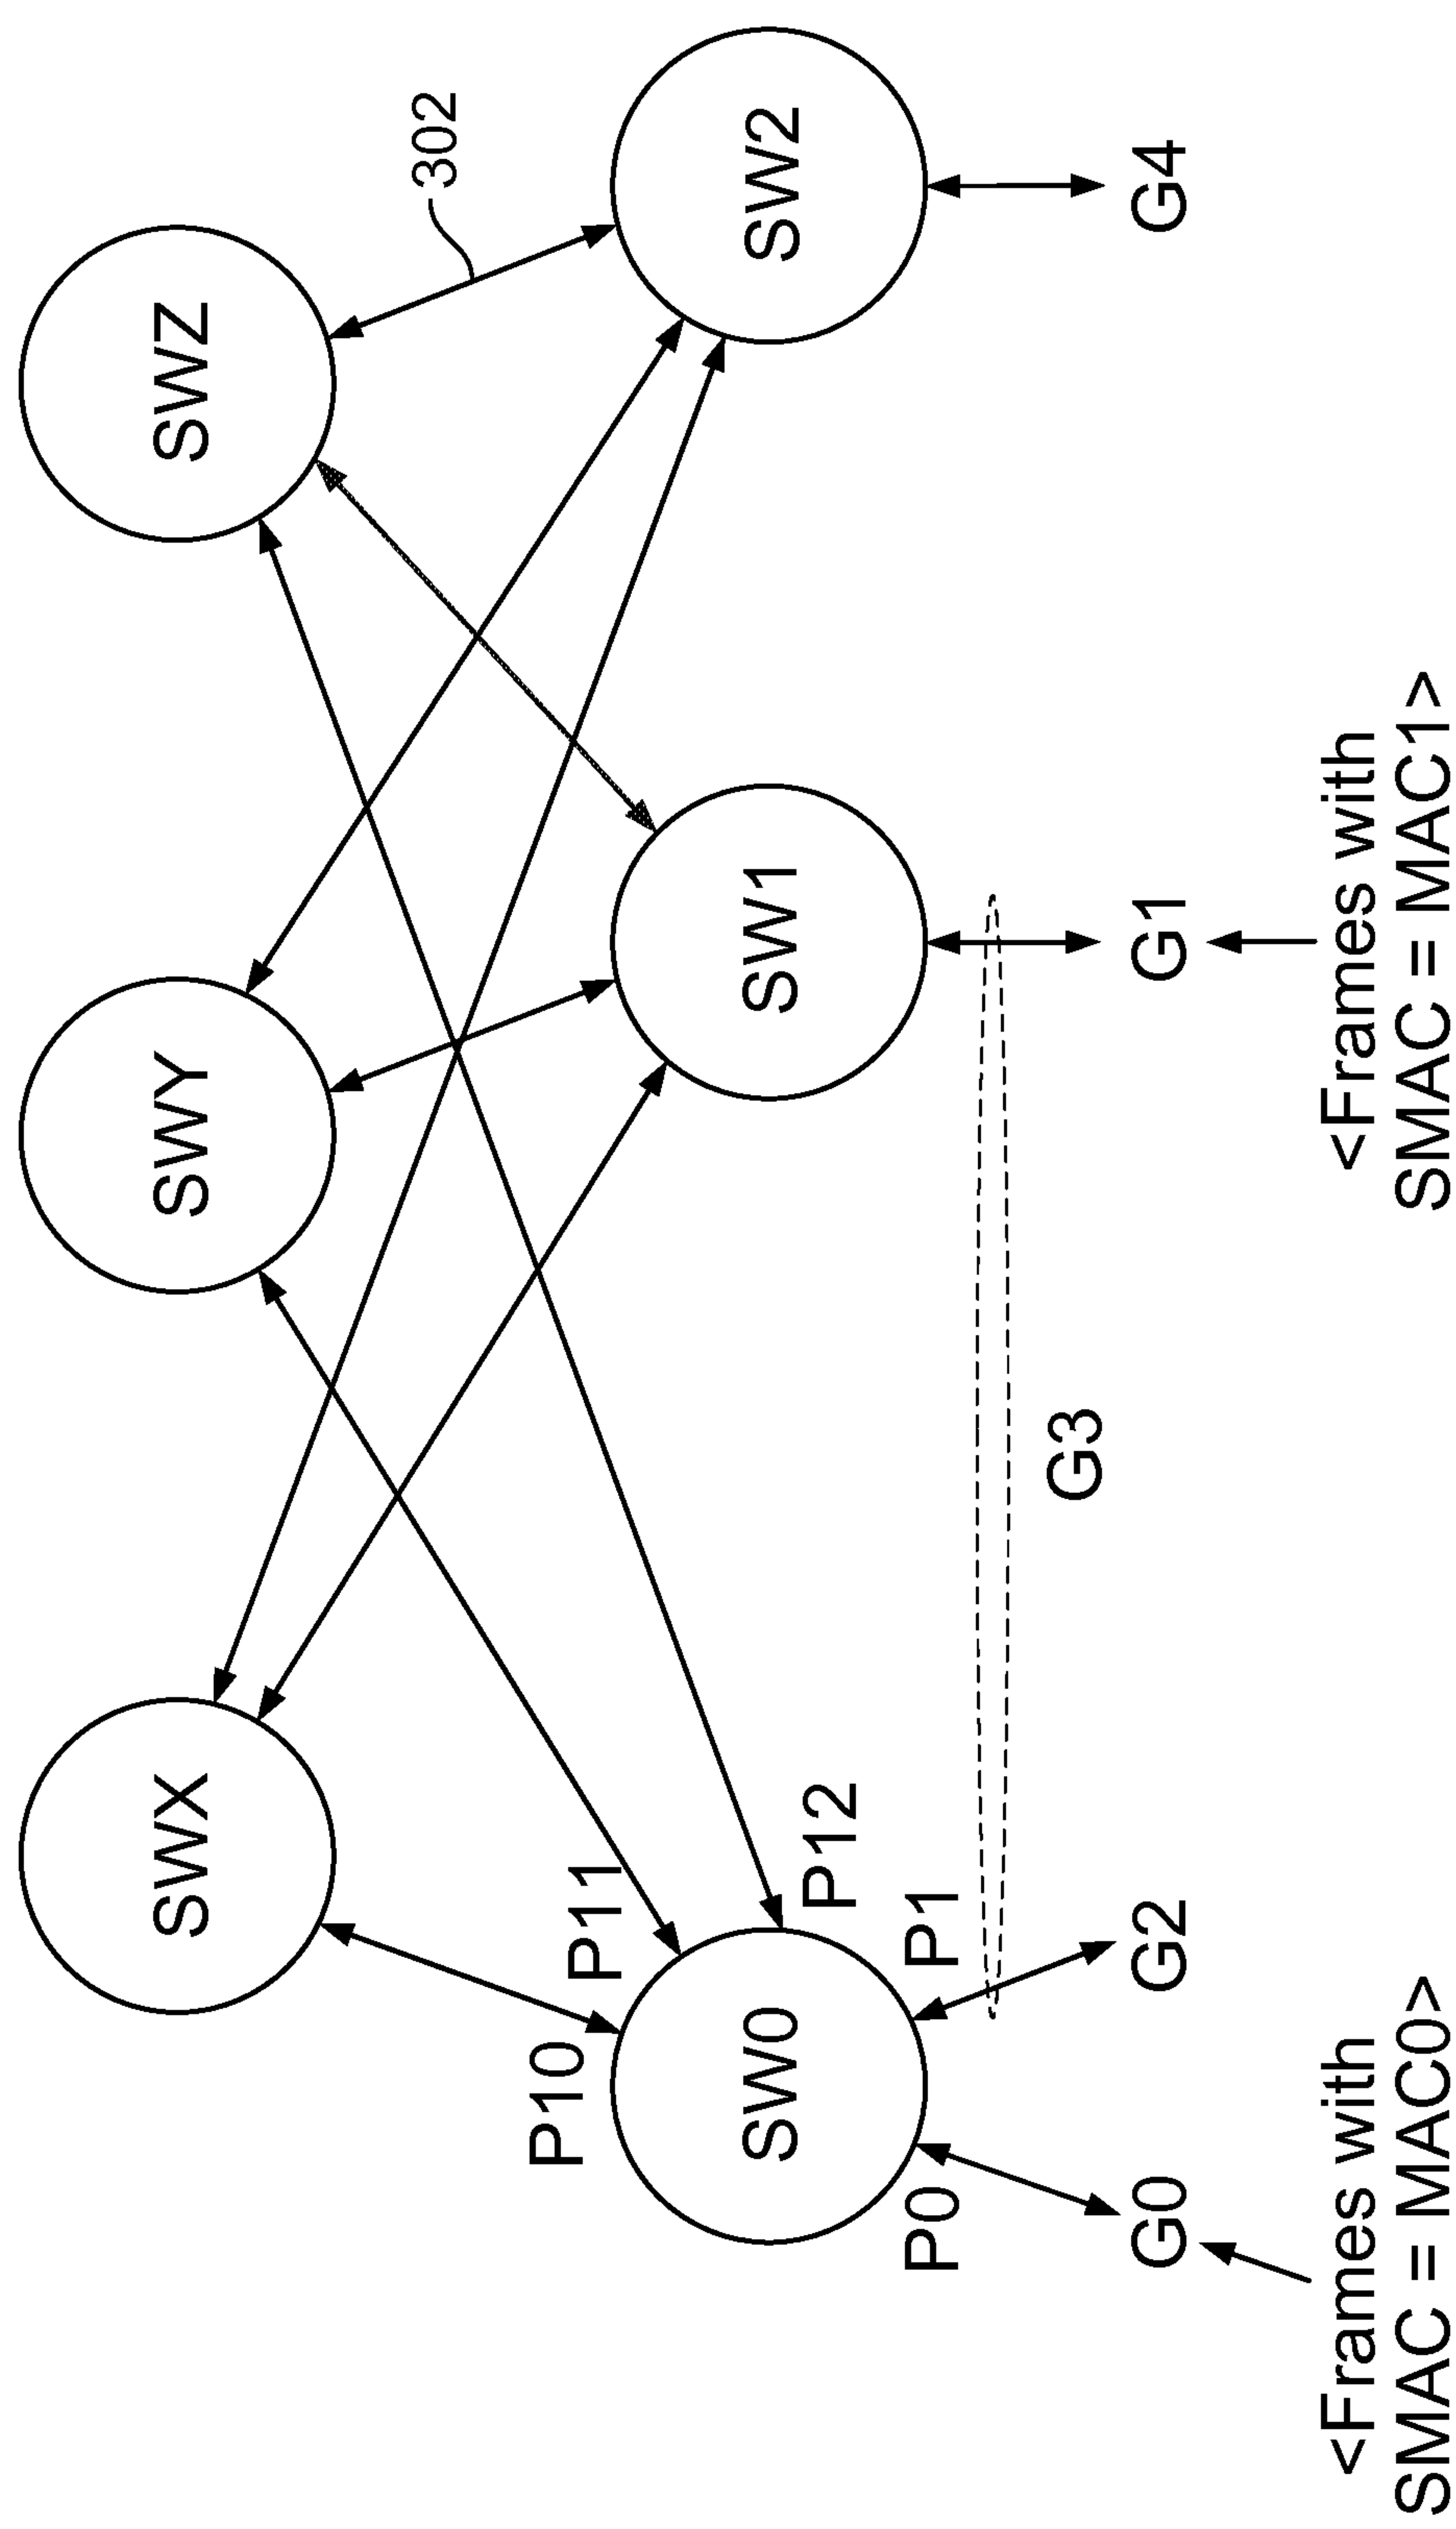 SWX
SWY
SWZ
302
P10
P11
P12
SW0
SW1
SW2
P0
P1
G3
G0
G2
G1
G4
<Frames with
SMAC = MAC0>
<Frames with
SMAC = MAC1>